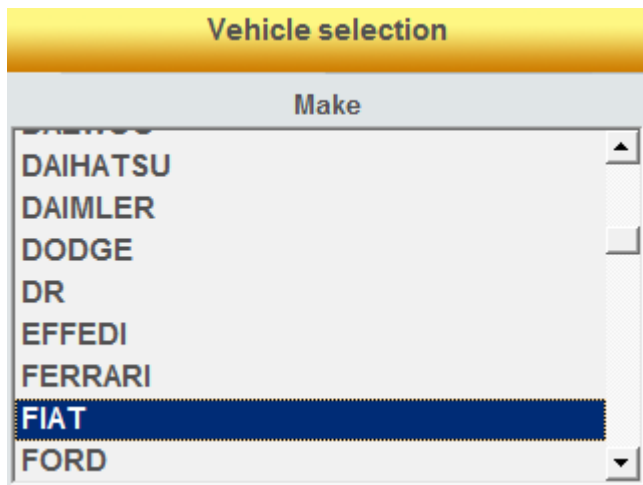 Vehicle selection
Make
DAIHATSU
DAIMLER
DODGE
DR
EFFEDI
FERRARI
FIAT
FORD